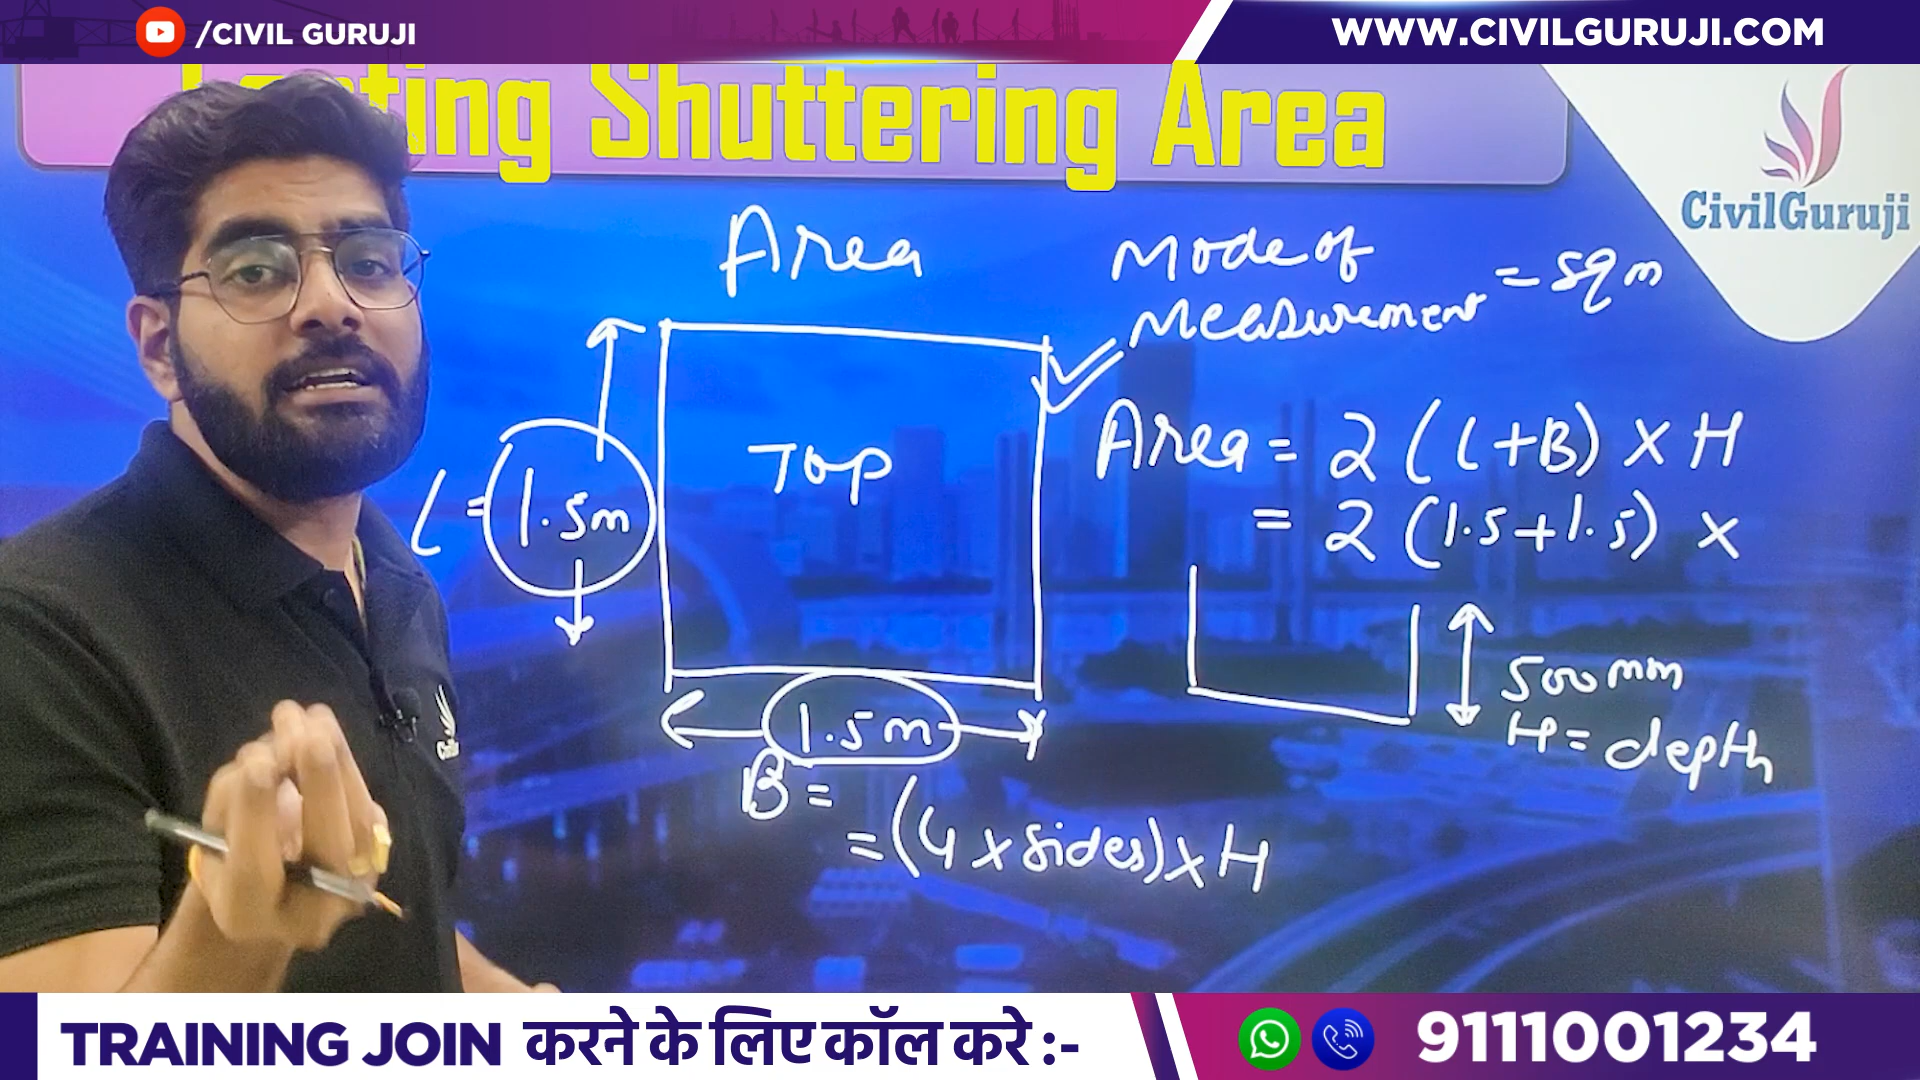 /CIVIL GURUJI
WWW.CIVILGURUJI.COM
Shuttering Area
CivilGuruji
Area
Mode of
Measurement = sqm
Top
L = 1.5m
Area = 2 (L+B) x H
= 2 (1.5+1.5) x
500mm
H = depth
1.5m
B =
= (4 x sides) x H
TRAINING JOIN करने के लिए कॉल करे :-
9111001234